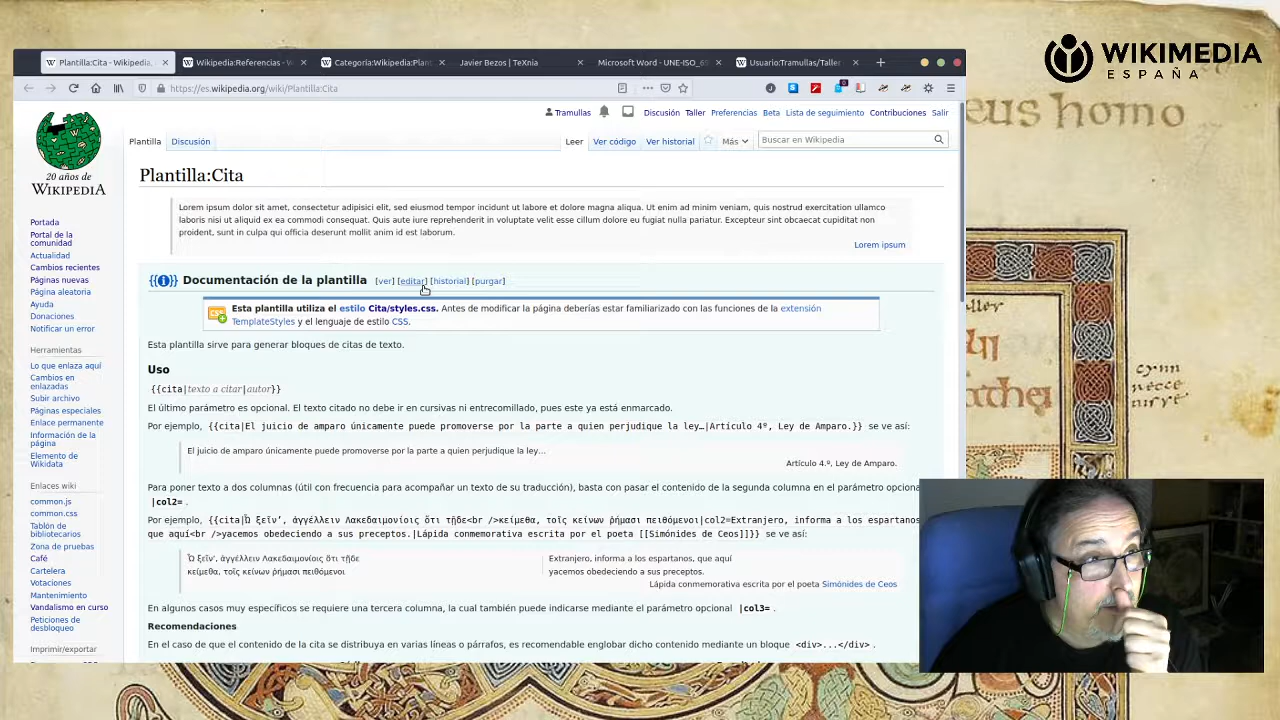 WIKIMEDIA
ESPAÑA
eus homo
Plantilla:Cita - Wikipedia,
Wikipedia:Referencias - W
Categoría:Wikipedia:Plant
Javier Bezos | TeXnia
Microsoft Word - UNE-ISO_69
Usuario:Tramullas/Taller
https://es.wikipedia.org/wiki/Plantilla:Cita
Tramullas
Discusión Taller Preferencias Beta Lista de seguimiento Contribuciones Salir
Plantilla Discusión
Leer Ver código Ver historial Más
Buscar en Wikipedia
20 años de
WIKIPEDIA
Portada
Portal de la
comunidad
Actualidad
Cambios recientes
Páginas nuevas
Página aleatoria
Ayuda
Donaciones
Notificar un error
Herramientas
Lo que enlaza aquí
Cambios en
enlazadas
Subir archivo
Páginas especiales
Enlace permanente
Información de la
página
Elemento de
Wikidata
Enlaces wiki
common.js
common.css
Tablón de
bibliotecarios
Zona de pruebas
Café
Cartelera
Votaciones
Mantenimiento
Vandalismo en curso
Peticiones de
desbloqueo
Imprimir/exportar
Plantilla:Cita
Lorem ipsum dolor sit amet, consectetur adipisici elit, sed eiusmod tempor incidunt ut labore et dolore magna aliqua. Ut enim ad minim veniam, quis nostrud exercitation ullamco
laboris nisi ut aliquid ex ea commodi consequat. Quis aute iure reprehenderit in voluptate velit esse cillum dolore eu fugiat nulla pariatur. Excepteur sint obcaecat cupiditat non
proident, sunt in culpa qui officia deserunt mollit anim id est laborum.
Lorem ipsum
Documentación de la plantilla [ver] [editar] [historial] [purgar]
Esta plantilla utiliza el estilo Cita/styles.css. Antes de modificar la página deberías estar familiarizado con las funciones de la extensión
TemplateStyles y el lenguaje de estilo CSS.
Esta plantilla sirve para generar bloques de citas de texto.
Uso
{{cita|texto a citar|autor}}
El último parámetro es opcional. El texto citado no debe ir en cursivas ni entrecomillado, pues este ya está enmarcado.
Por ejemplo, {{cita|El juicio de amparo únicamente puede promoverse por la parte a quien perjudique la ley…|Artículo 4º, Ley de Amparo.}} se ve así:
El juicio de amparo únicamente puede promoverse por la parte a quien perjudique la ley…
Artículo 4.º, Ley de Amparo.
Para poner texto a dos columnas (útil con frecuencia para acompañar un texto de su traducción), basta con pasar el contenido de la segunda columna en el parámetro opcional
|col2= .
Por ejemplo, {{cita|Ὦ ξεῖν’, ἀγγέλλειν Λακεδαιμονίοις ὅτι τῇδε<br />κείμεθα, τοῖς κείνων ῥήμασι πειθόμενοι|col2=Extranjero, informa a los espartanos,
que aquí<br />yacemos obedeciendo a sus preceptos.|Lápida conmemorativa escrita por el poeta [[Simónides de Ceos]]}} se ve así:
Ὦ ξεῖν’, ἀγγέλλειν Λακεδαιμονίοις ὅτι τῇδε
κείμεθα, τοῖς κείνων ῥήμασι πειθόμενοι
Extranjero, informa a los espartanos, que aquí
yacemos obedeciendo a sus preceptos.
Lápida conmemorativa escrita por el poeta Simónides de Ceos
En algunos casos muy específicos se requiere una tercera columna, la cual también puede indicarse mediante el parámetro opcional |col3= .
Recomendaciones
En el caso de que el contenido de la cita se distribuya en varias líneas o párrafos, es recomendable englobar dicho contenido mediante un bloque <div>...</div> .